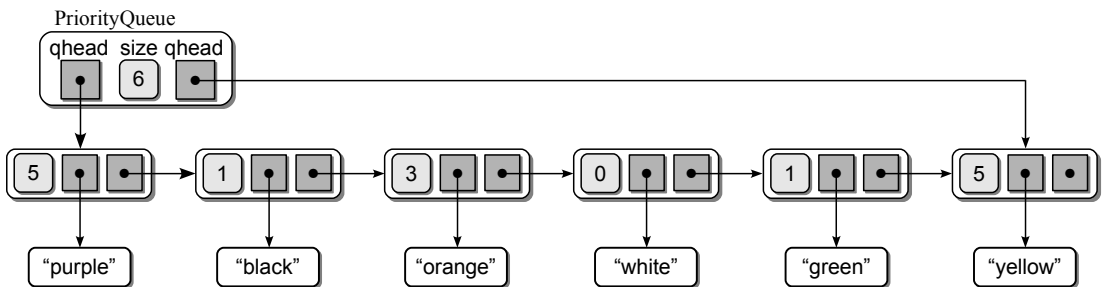 PriorityQueue
qhead size qhead
6
5 1 3 0 1 5
“purple” “black” “orange” “white” “green” “yellow”